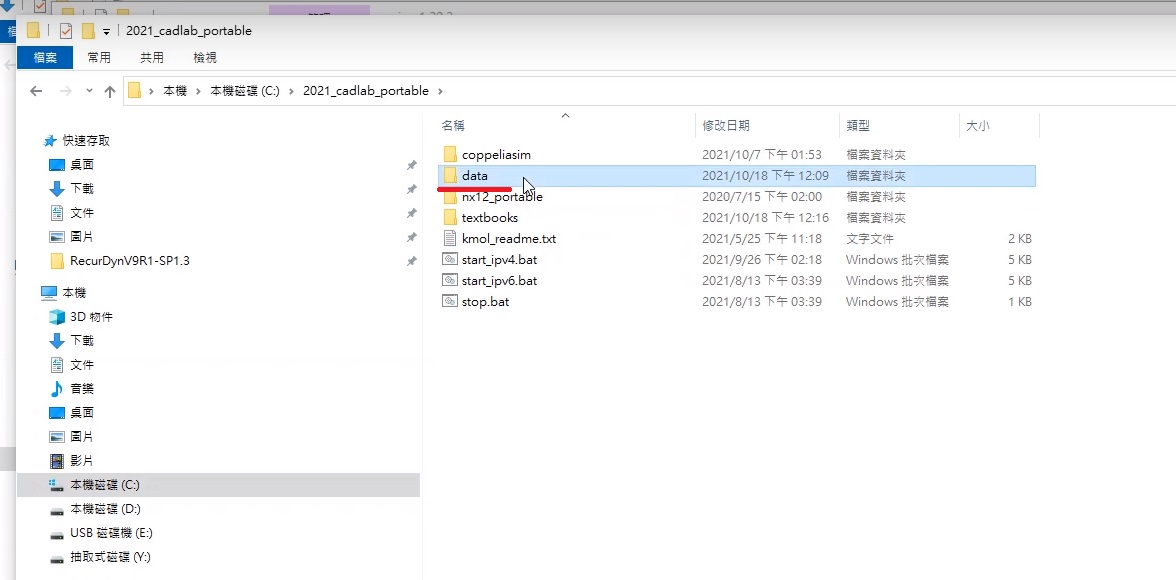 2021_cadlab_portable
檔案 常用 共用 檢視
本機 本機磁碟 (C:) 2021_cadlab_portable
名稱 修改日期 類型 大小
快速存取
桌面
下載
文件
圖片
RecurDynV9R1-SP1.3
本機
3D 物件
下載
文件
音樂
桌面
圖片
影片
本機磁碟 (C:)
本機磁碟 (D:)
USB 磁碟機 (E:)
抽取式磁碟 (Y:)
coppeliasim 2021/10/7 下午 01:53 檔案資料夾
data 2021/10/18 下午 12:09 檔案資料夾
nx12_portable 2020/7/15 下午 02:00 檔案資料夾
textbooks 2021/10/18 下午 12:16 檔案資料夾
kmol_readme.txt 2021/5/25 下午 11:18 文字文件 2 KB
start_ipv4.bat 2021/9/26 下午 02:18 Windows 批次檔案 5 KB
start_ipv6.bat 2021/8/13 下午 03:39 Windows 批次檔案 5 KB
stop.bat 2021/8/13 下午 03:39 Windows 批次檔案 1 KB